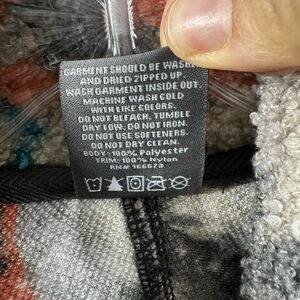 GARMENT SHOULD BE WASHED
AND DRIED ZIPPED UP.
WASH GARMENT INSIDE OUT.
MACHINE WASH COLD
WITH LIKE COLORS.
DO NOT BLEACH. TUMBLE
DRY LOW. DO NOT IRON.
DO NOT USE SOFTENERS.
DO NOT DRY CLEAN.
BODY: 100% Polyester
TRIM: 100% Nylon
RN# 166573